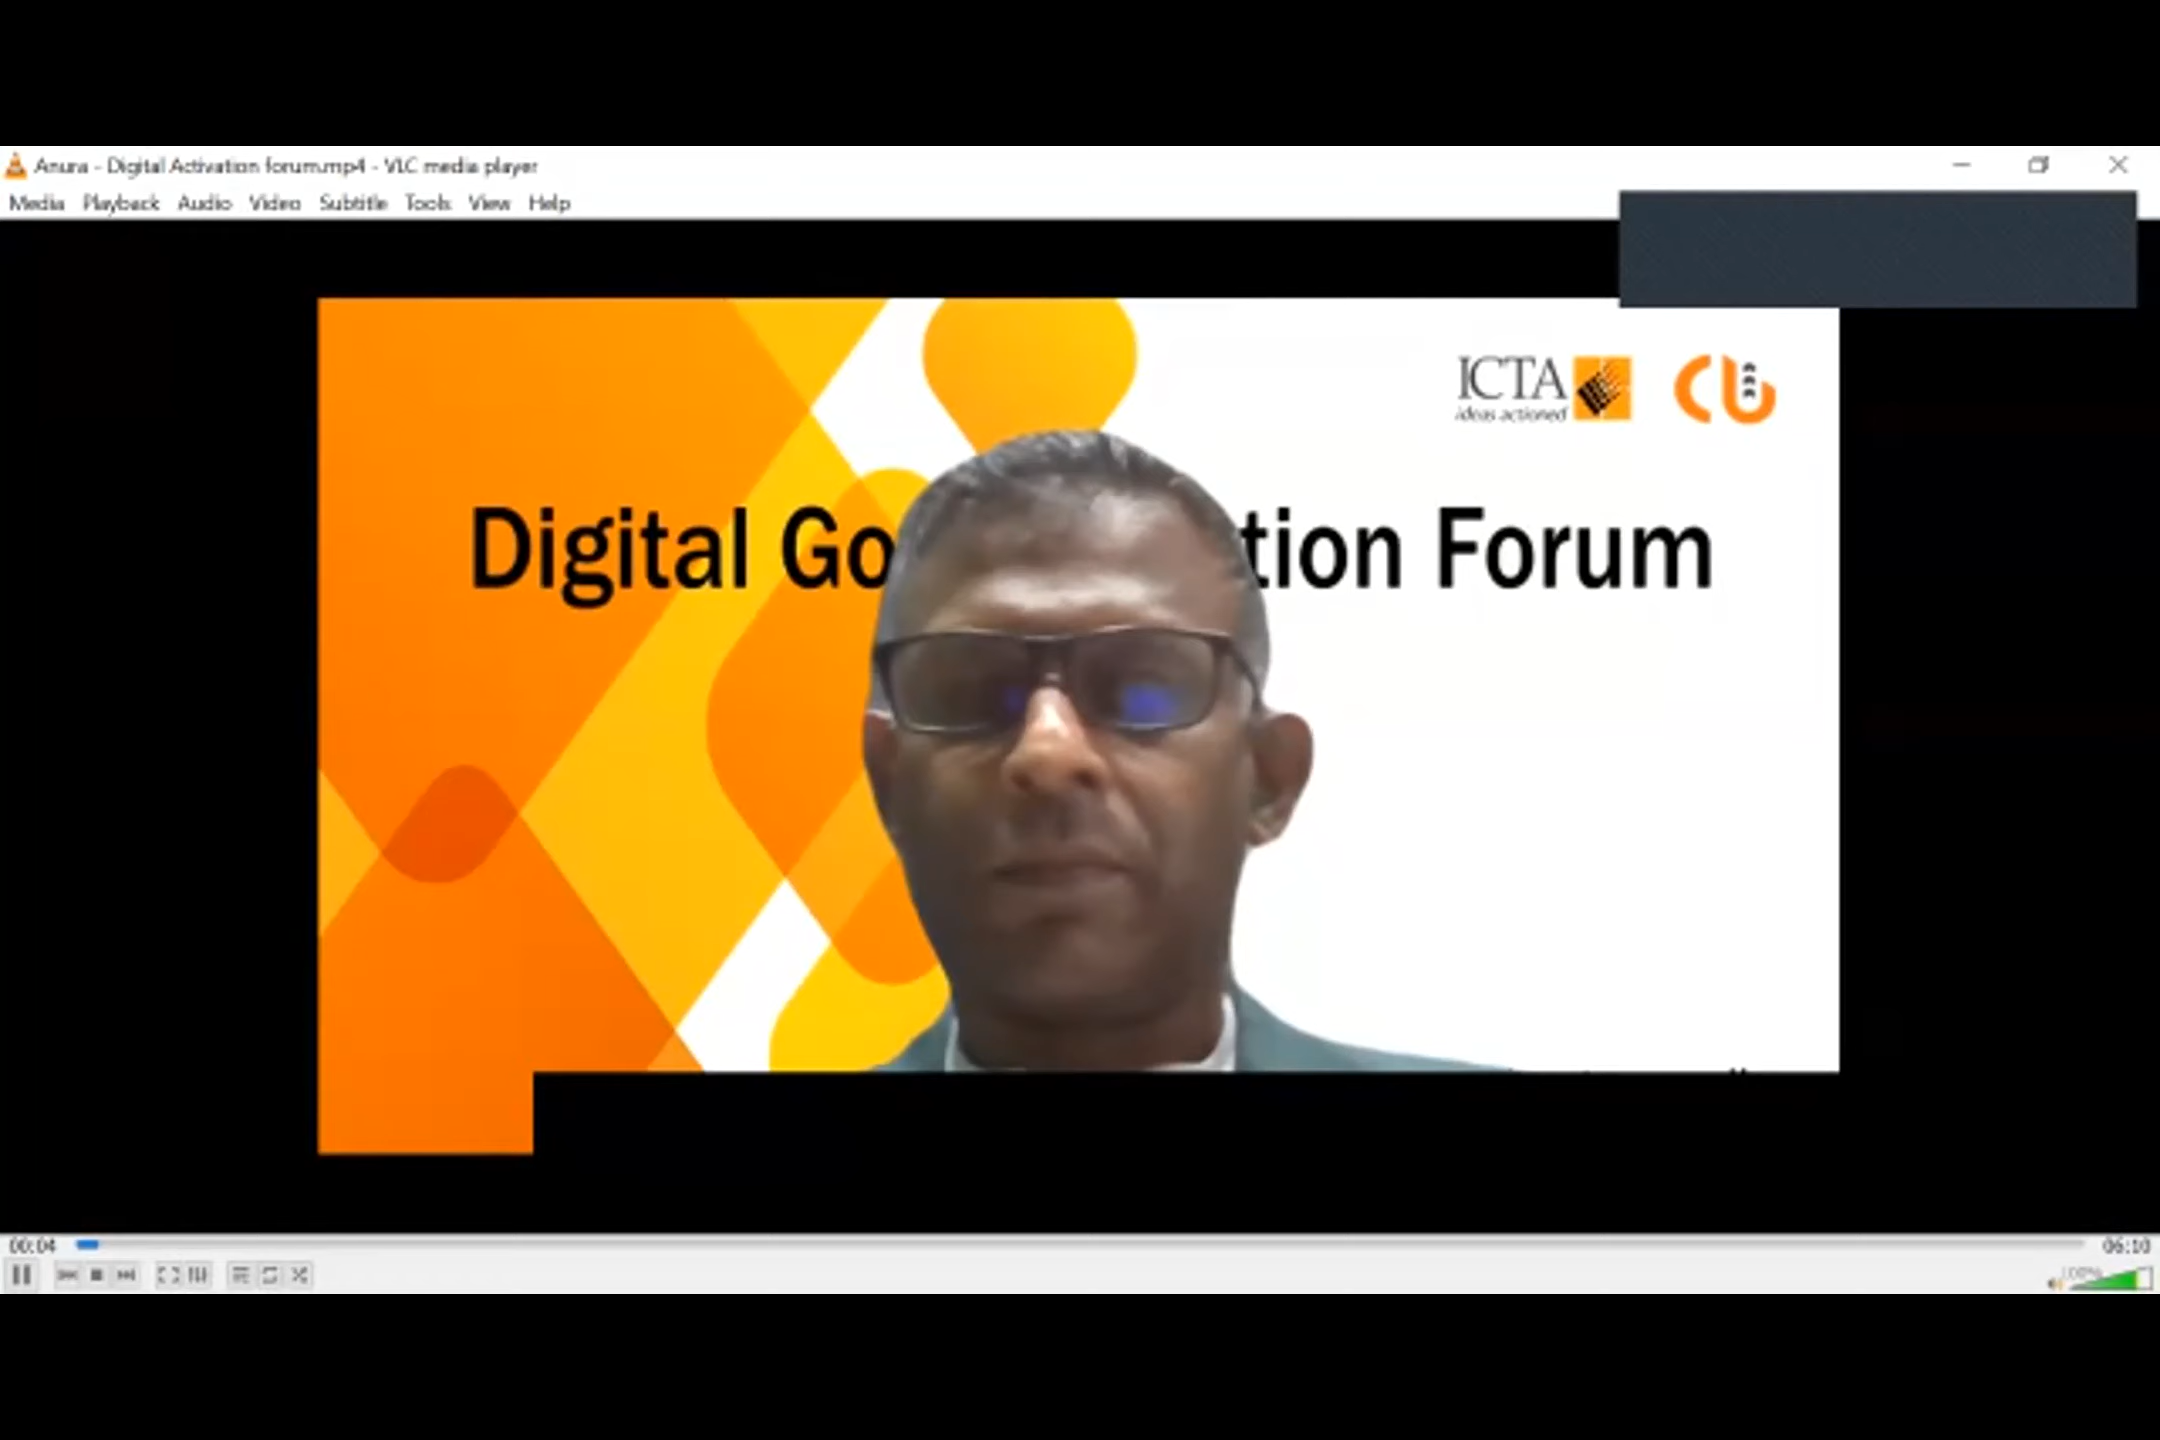 Anura - Digital Activation forum.mp4 - VLC media player
Media Playback Audio Video Subtitle Tools View Help
ICTA
ideas actioned
Digital Go tion Forum
00:04
06:10
100%